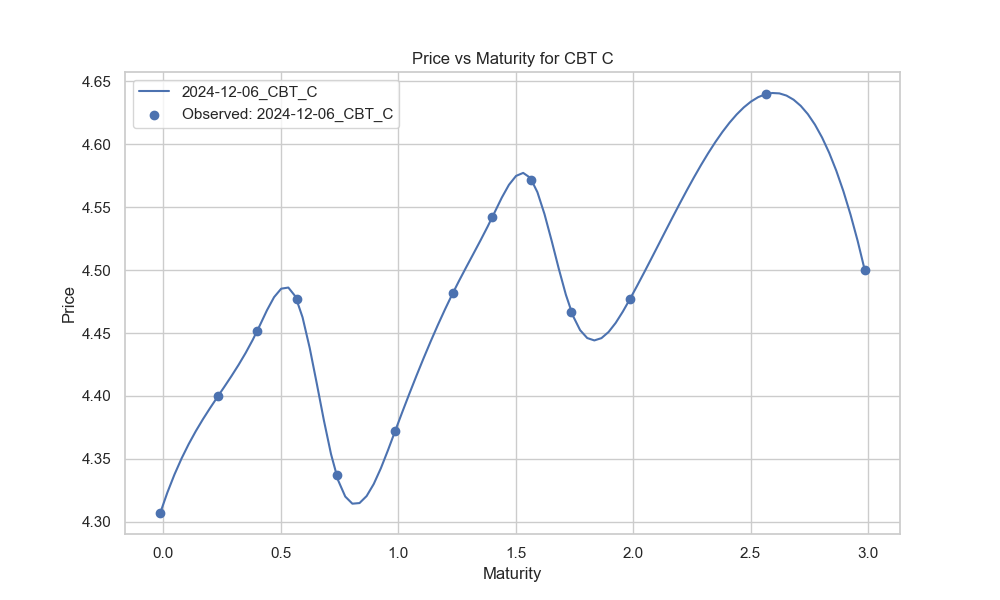 Price vs Maturity for CBT C
2024-12-06_CBT_C
Observed: 2024-12-06_CBT_C
Price
4.65
4.60
4.55
4.50
4.45
4.40
4.35
4.30
0.0 0.5 1.0 1.5 2.0 2.5 3.0
Maturity